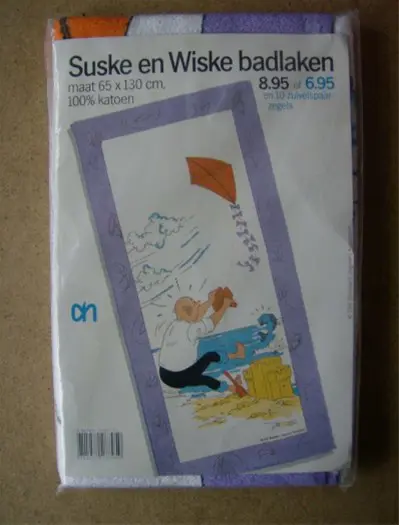 Suske en Wiske badlaken
maat 65 x 130 cm, 8.95 of 6.95
100% katoen en 10 zuivelspaar-
zegels
ah